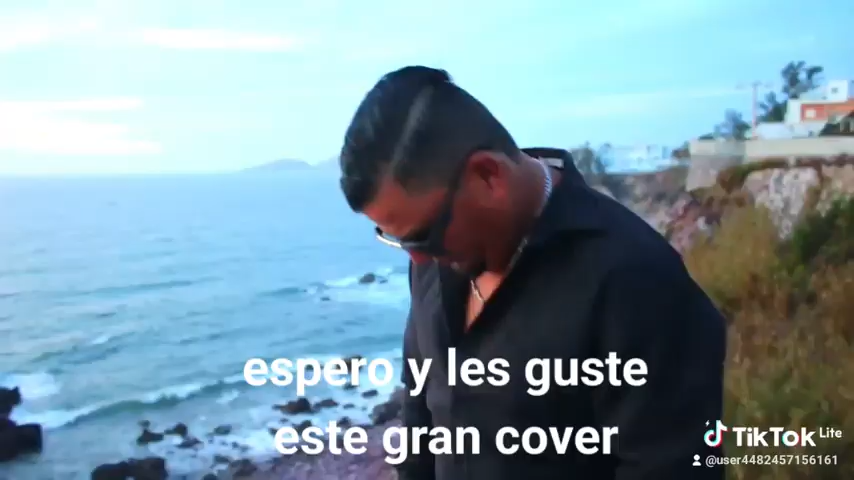 espero y les guste
este gran cover
TikTok Lite
@user4482457156161